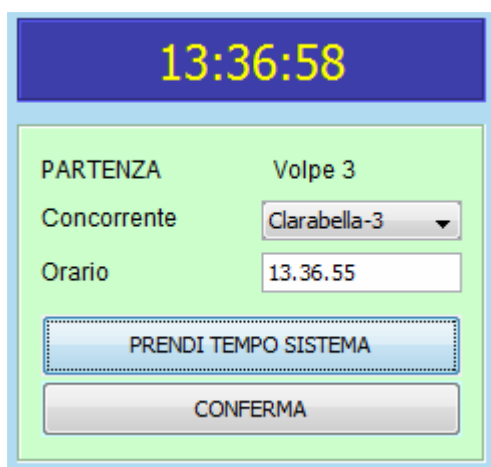 13:36:58
PARTENZA Volpe 3
Concorrente Clarabella-3
Orario 13.36.55
PRENDI TEMPO SISTEMA
CONFERMA